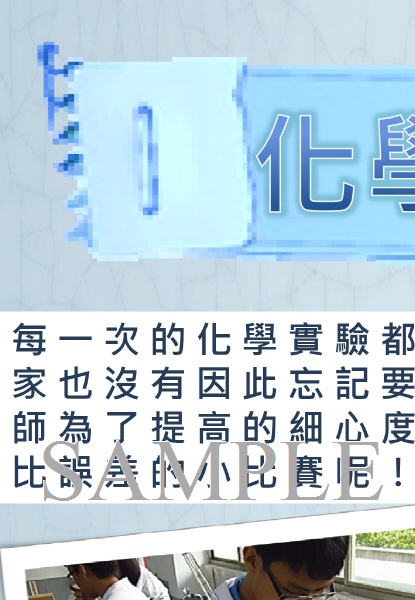 化學
每一次的化學實驗都
家也沒有因此忘記要
師為了提高的細心度
比誤差的小比賽呢！
SAMPLE